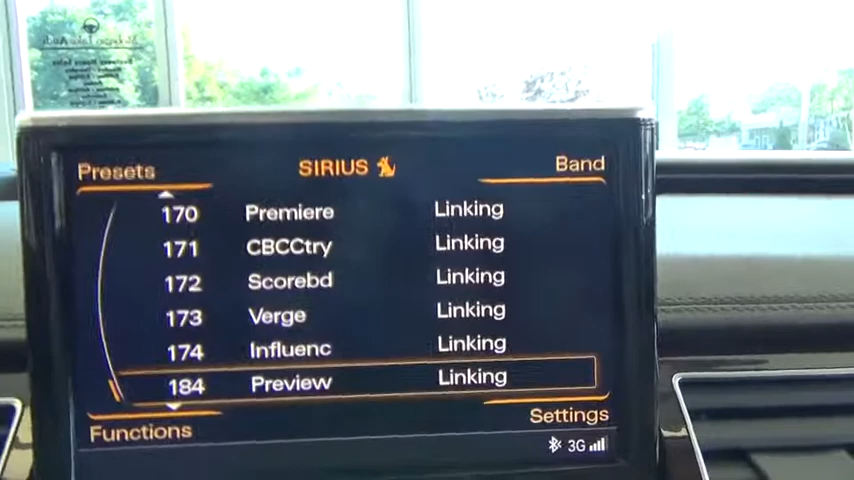 Presets SIRIUS Band
170 Premiere Linking
171 CBCCtry Linking
172 Scorebd Linking
173 Verge Linking
174 Influenc Linking
184 Preview Linking
Functions Settings
3G